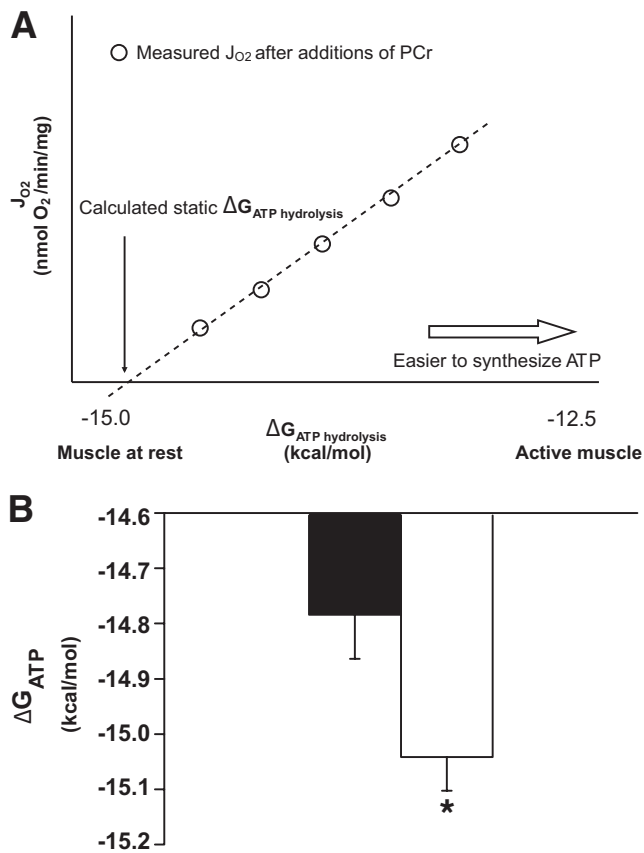 A
Measured JO2 after additions of PCr
JO2
(nmol O2/min/mg)
Calculated static ΔGATP hydrolysis
Easier to synthesize ATP
-15.0
-12.5
ΔGATP hydrolysis
(kcal/mol)
Muscle at rest
Active muscle
B
ΔGATP
(kcal/mol)
-14.6
-14.7
-14.8
-14.9
-15.0
-15.1
-15.2
*